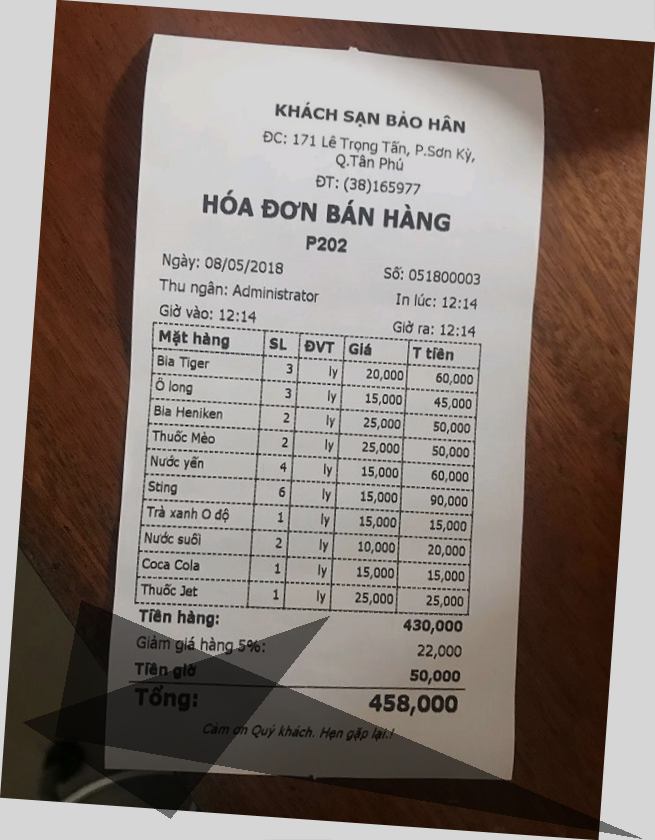 KHÁCH SẠN BẢO HÂN
ĐC: 171 Lê Trọng Tấn, P.Sơn Kỳ,
Q.Tân Phú
ĐT: (38)165977
HÓA ĐƠN BÁN HÀNG
P202
Ngày: 08/05/2018 Số: 051800003
Thu ngân: Administrator In lúc: 12:14
Giờ vào: 12:14 Giờ ra: 12:14
Mặt hàng SL ĐVT Giá T tiền
Bia Tiger 3 ly 20,000 60,000
Ô long 3 ly 15,000 45,000
Bia Heniken 2 ly 25,000 50,000
Thuốc Mèo 2 ly 25,000 50,000
Nước yến 4 ly 15,000 60,000
Sting 6 ly 15,000 90,000
Trà xanh O độ 1 ly 15,000 15,000
Nước suối 2 ly 10,000 20,000
Coca Cola 1 ly 15,000 15,000
Thuốc Jet 1 ly 25,000 25,000
Tiền hàng: 430,000
Giảm giá hàng 5%: 22,000
Tiền giờ 50,000
Tổng: 458,000
Cảm ơn Quý khách. Hẹn gặp lại.!